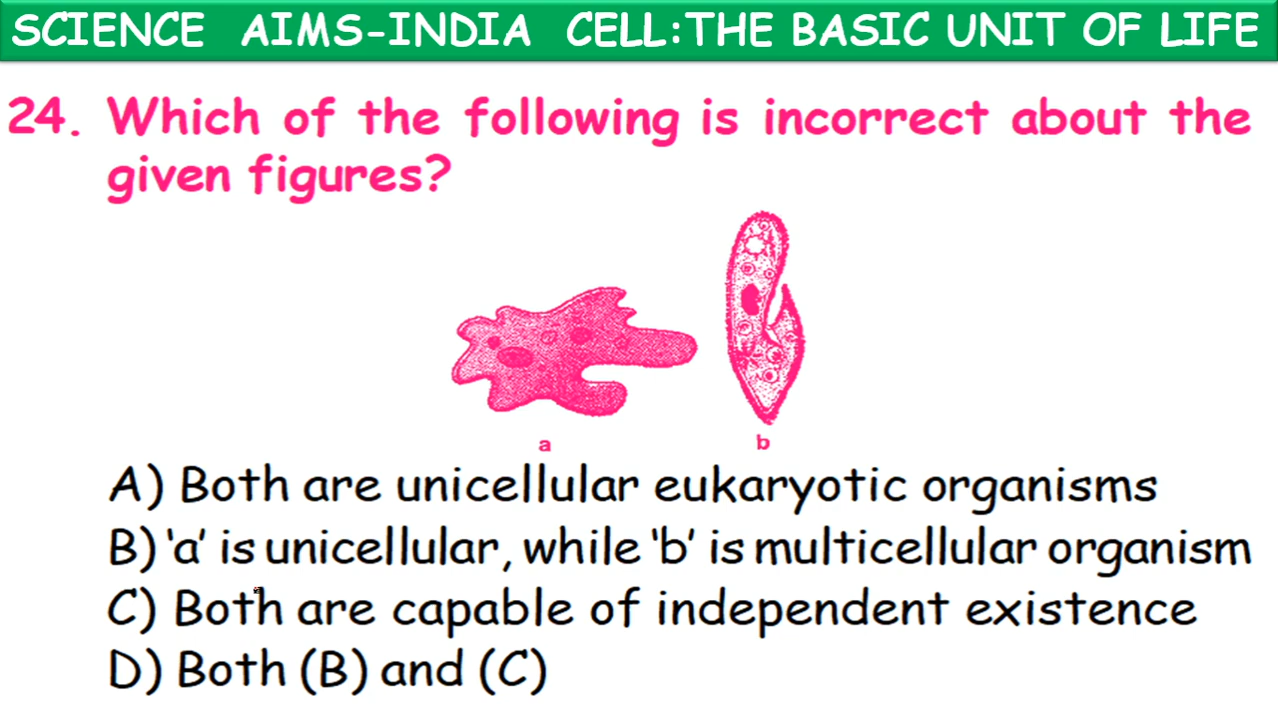 SCIENCE AIMS-INDIA CELL:THE BASIC UNIT OF LIFE
24. Which of the following is incorrect about the
given figures?
a
b
A) Both are unicellular eukaryotic organisms
B) ‘a’ is unicellular, while ‘b’ is multicellular organism
C) Both are capable of independent existence
D) Both (B) and (C)